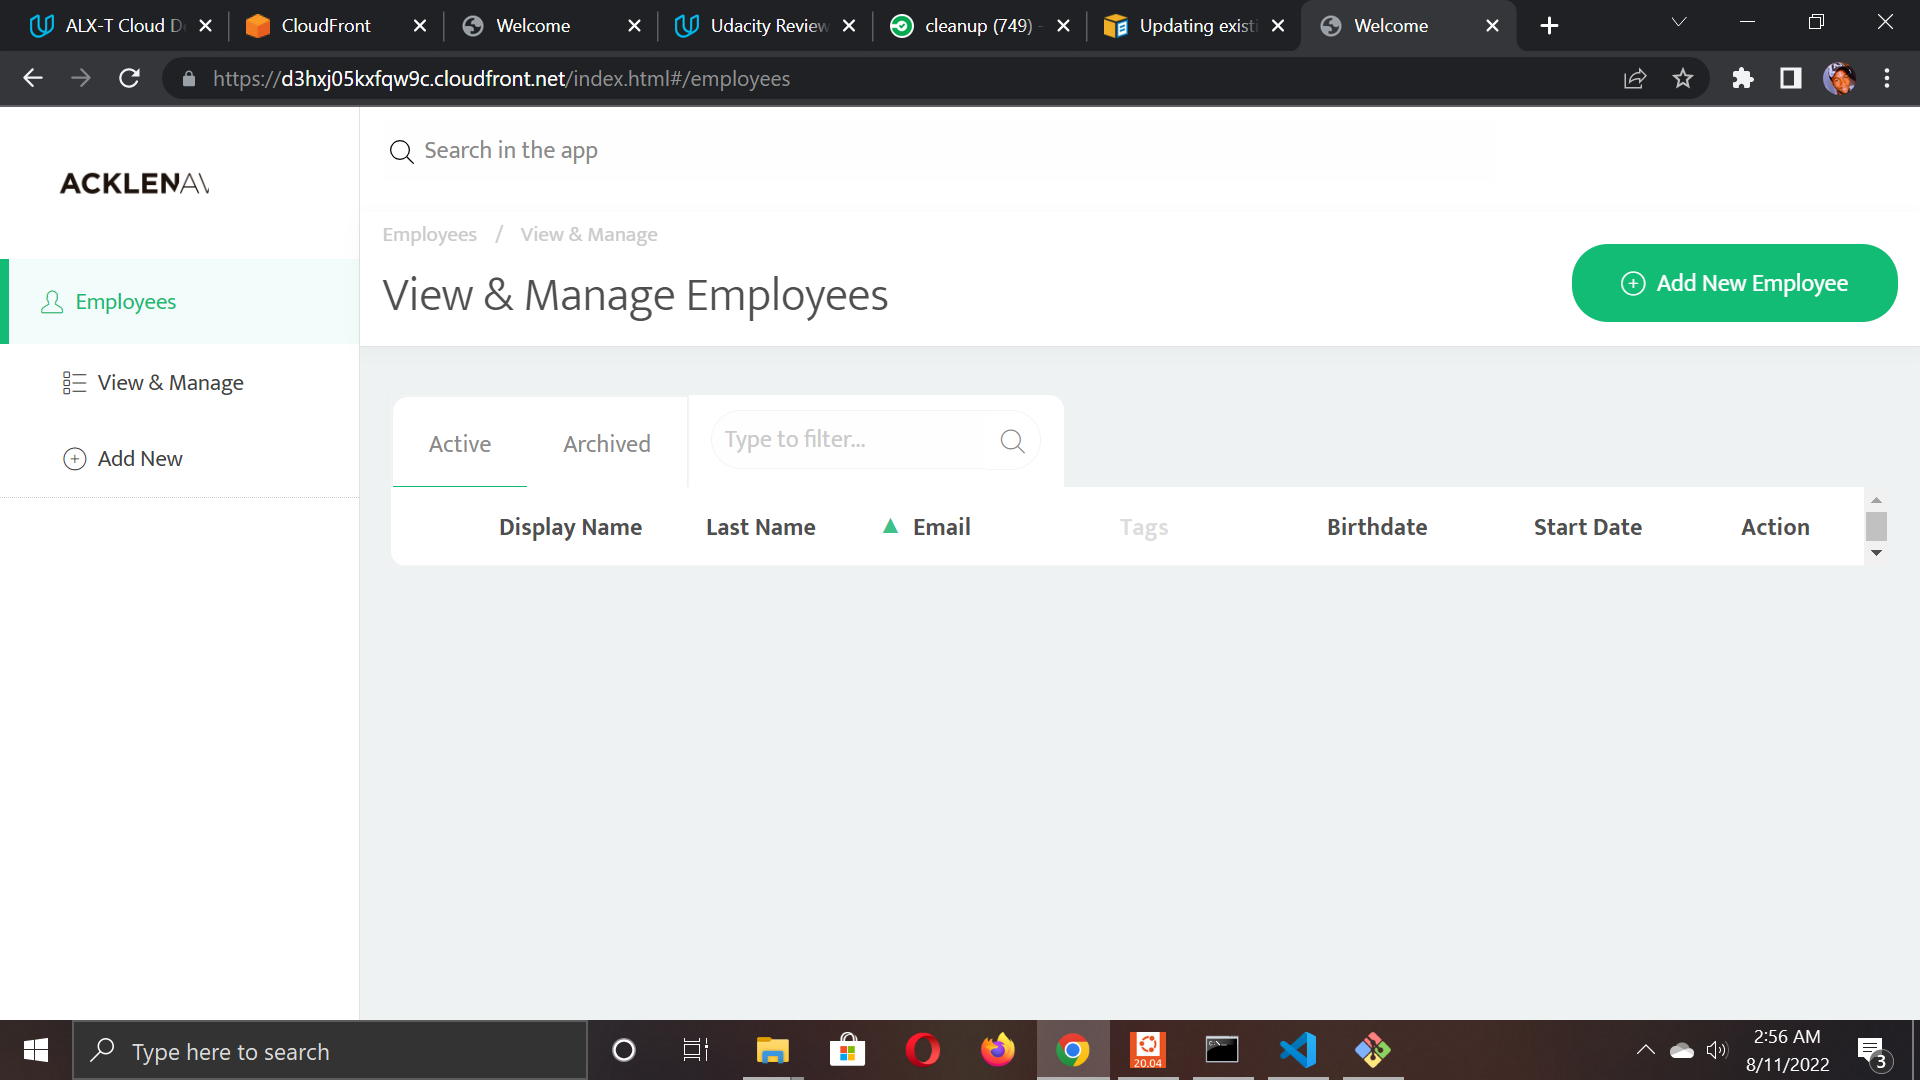 ALX-T Cloud D
CloudFront
Welcome
Udacity Review
cleanup (749) -
Updating existi
Welcome
https://d3hxj05kxfqw9c.cloudfront.net/index.html#/employees
ACKLENAV
Search in the app
Employees / View & Manage
View & Manage Employees
Add New Employee
Employees
View & Manage
Add New
Active
Archived
Type to filter...
Display Name
Last Name
Email
Tags
Birthdate
Start Date
Action
Type here to search
20.04
2:56 AM
8/11/2022
3